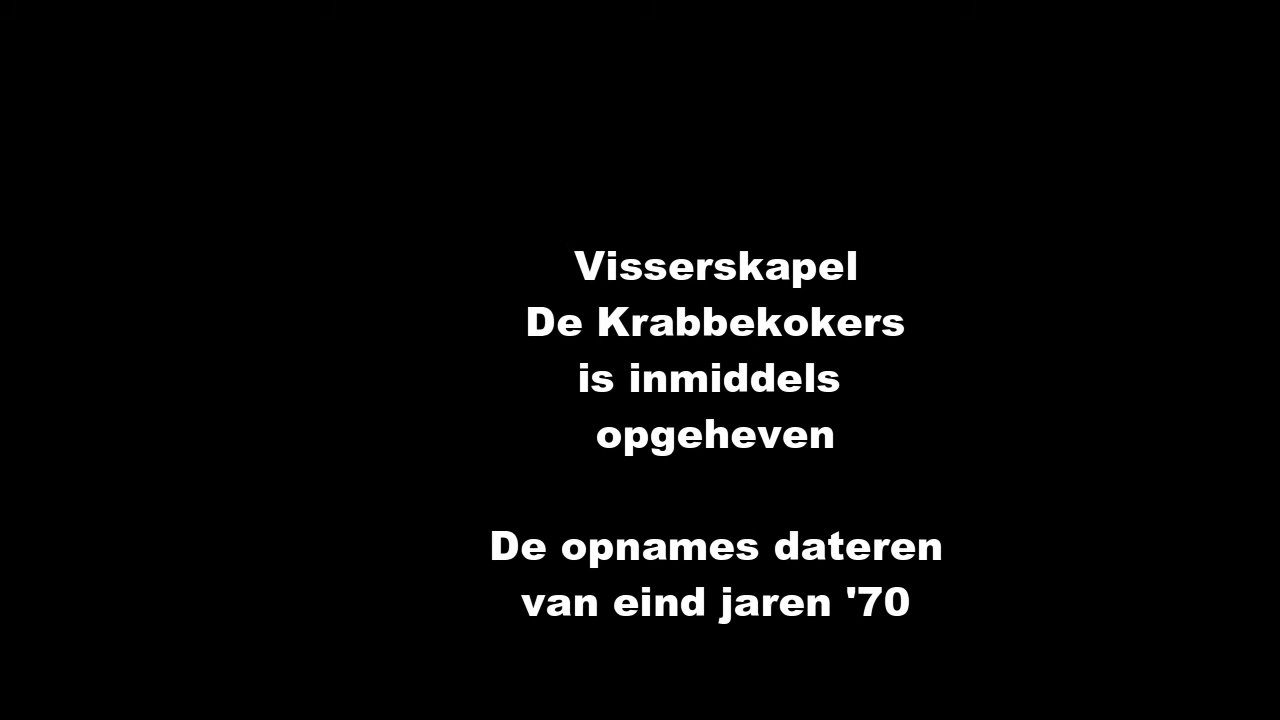 Visserskapel
De Krabbekokers
is inmiddels
opgeheven
De opnames dateren
van eind jaren '70